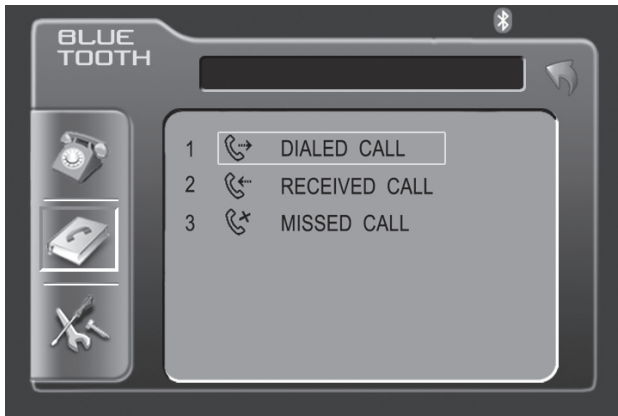 BLUE
TOOTH
1 DIALED CALL
2 RECEIVED CALL
3 MISSED CALL